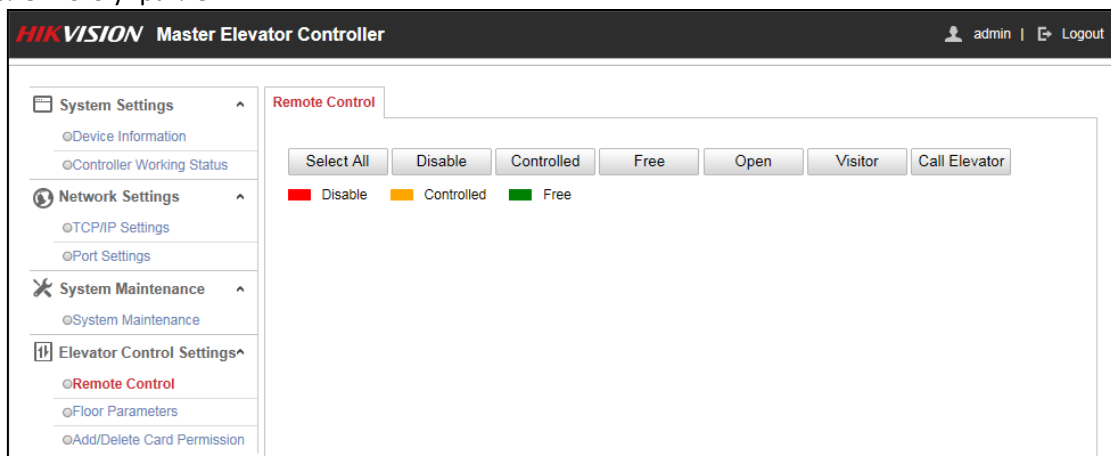 HIKVISION Master Elevator Controller
admin | Logout
System Settings
Device Information
Controller Working Status
Network Settings
TCP/IP Settings
Port Settings
System Maintenance
System Maintenance
Elevator Control Settings
Remote Control
Floor Parameters
Add/Delete Card Permission
Remote Control
Select All Disable Controlled Free Open Visitor Call Elevator
Disable Controlled Free